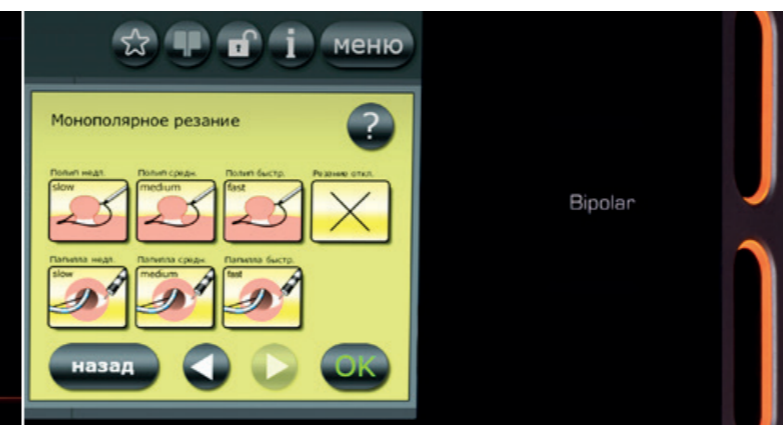 меню
Монополярное резание
?
Полип медл. Полип средн. Полип быстр. Резание откл.
slow medium fast
Папилла медл. Папилла средн. Папилла быстр.
slow medium fast
назад OK
Bipolar